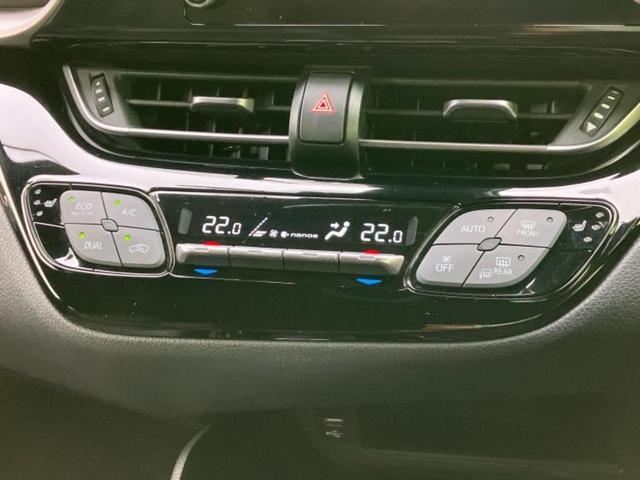 ECO
A/C
DUAL
22.0
nanoe
22.0
AUTO
FRONT
OFF
REAR